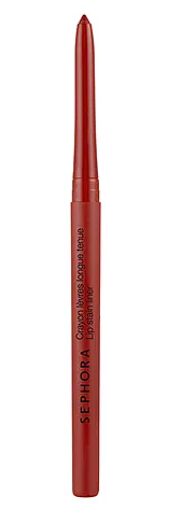 Crayon lèvres longue tenue
Lip stain liner
SEPHORA